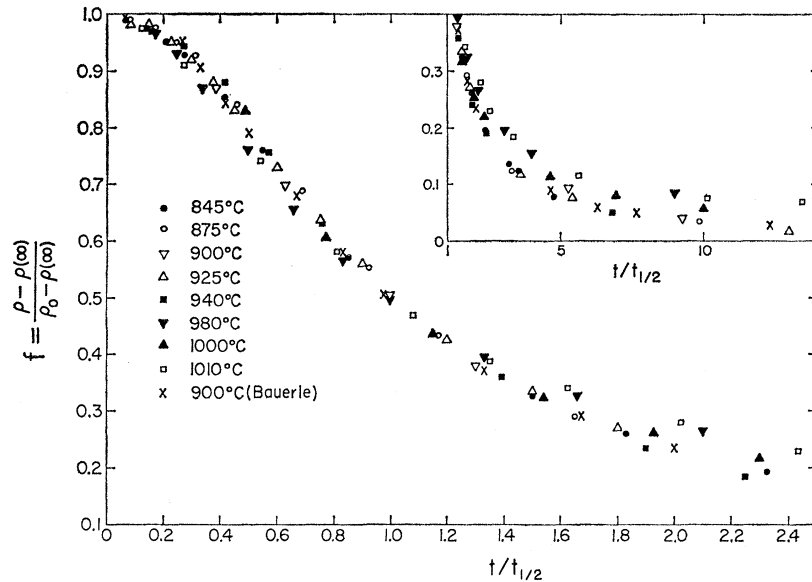 f = ρ − ρ(∞) / ρ₀ − ρ(∞)
1.0
0.9
0.8
0.7
0.6
0.5
0.4
0.3
0.2
0.1
845°C
875°C
900°C
925°C
940°C
980°C
1000°C
1010°C
900°C (Bauerle)
0 0.2 0.4 0.6 0.8 1.0 1.2 1.4 1.6 1.8 2.0 2.2 2.4
t/t1/2
0.3
0.2
0.1
0
1 5 10
t/t1/2